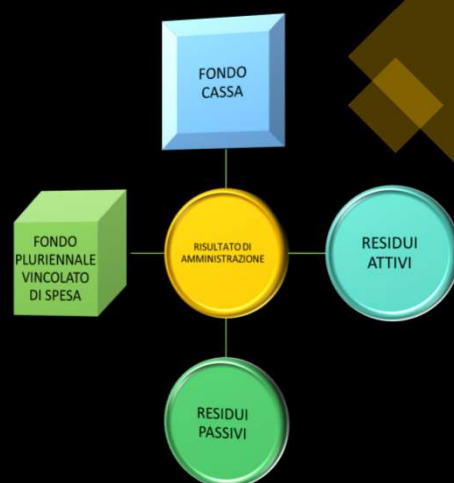 FONDO
CASSA
FONDO
PLURIENNALE
VINCOLATO
DI SPESA
RISULTATO DI
AMMINISTRAZIONE
RESIDUI
ATTIVI
RESIDUI
PASSIVI